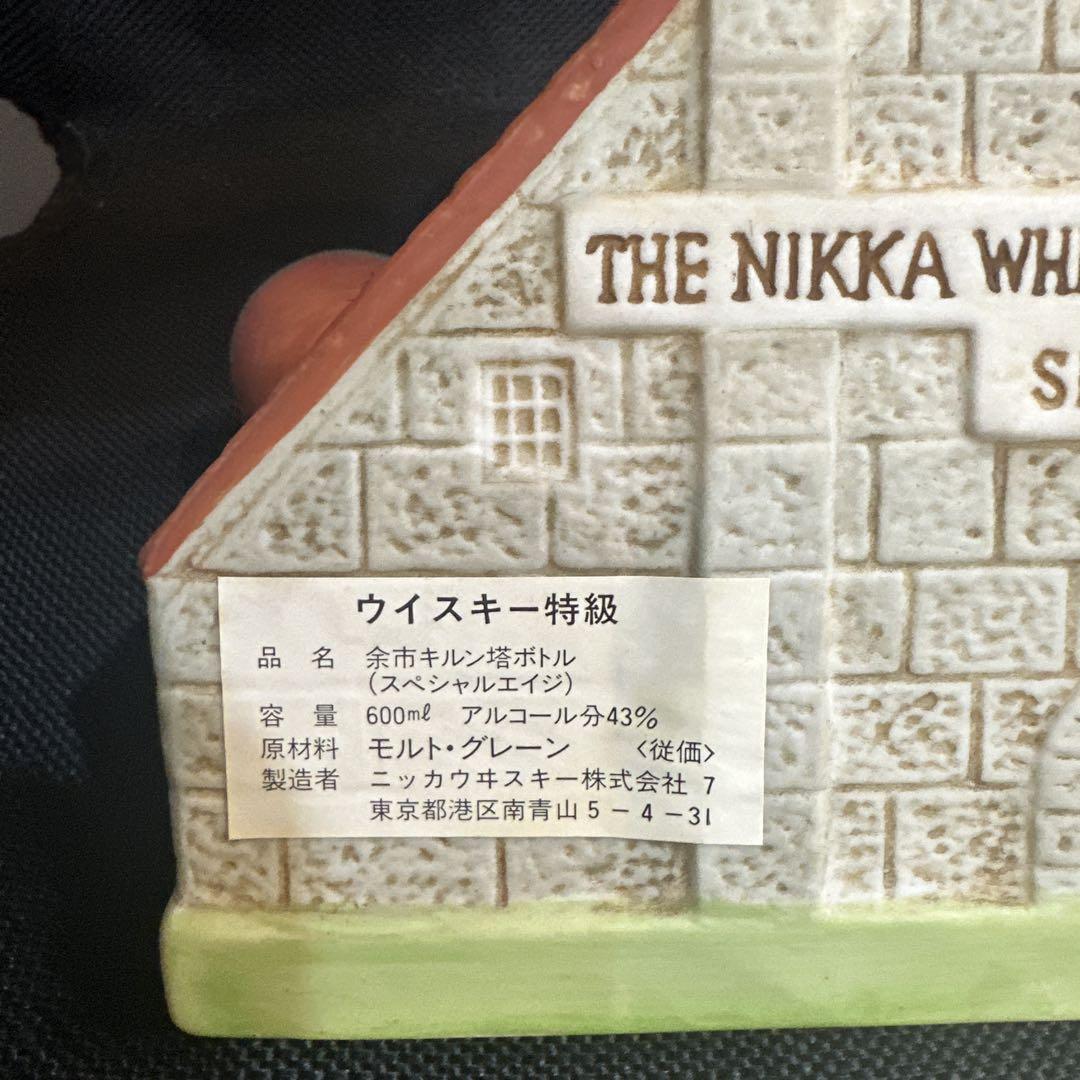 THE NIKKA WH
S
ウイスキー特級
品 名 余市キルン塔ボトル
(スペシャルエイジ)
容 量 600mℓ アルコール分43%
原材料 モルト・グレーン 〈従価〉
製造者 ニッカウヰスキー株式会社 7
東京都港区南青山5-4-31